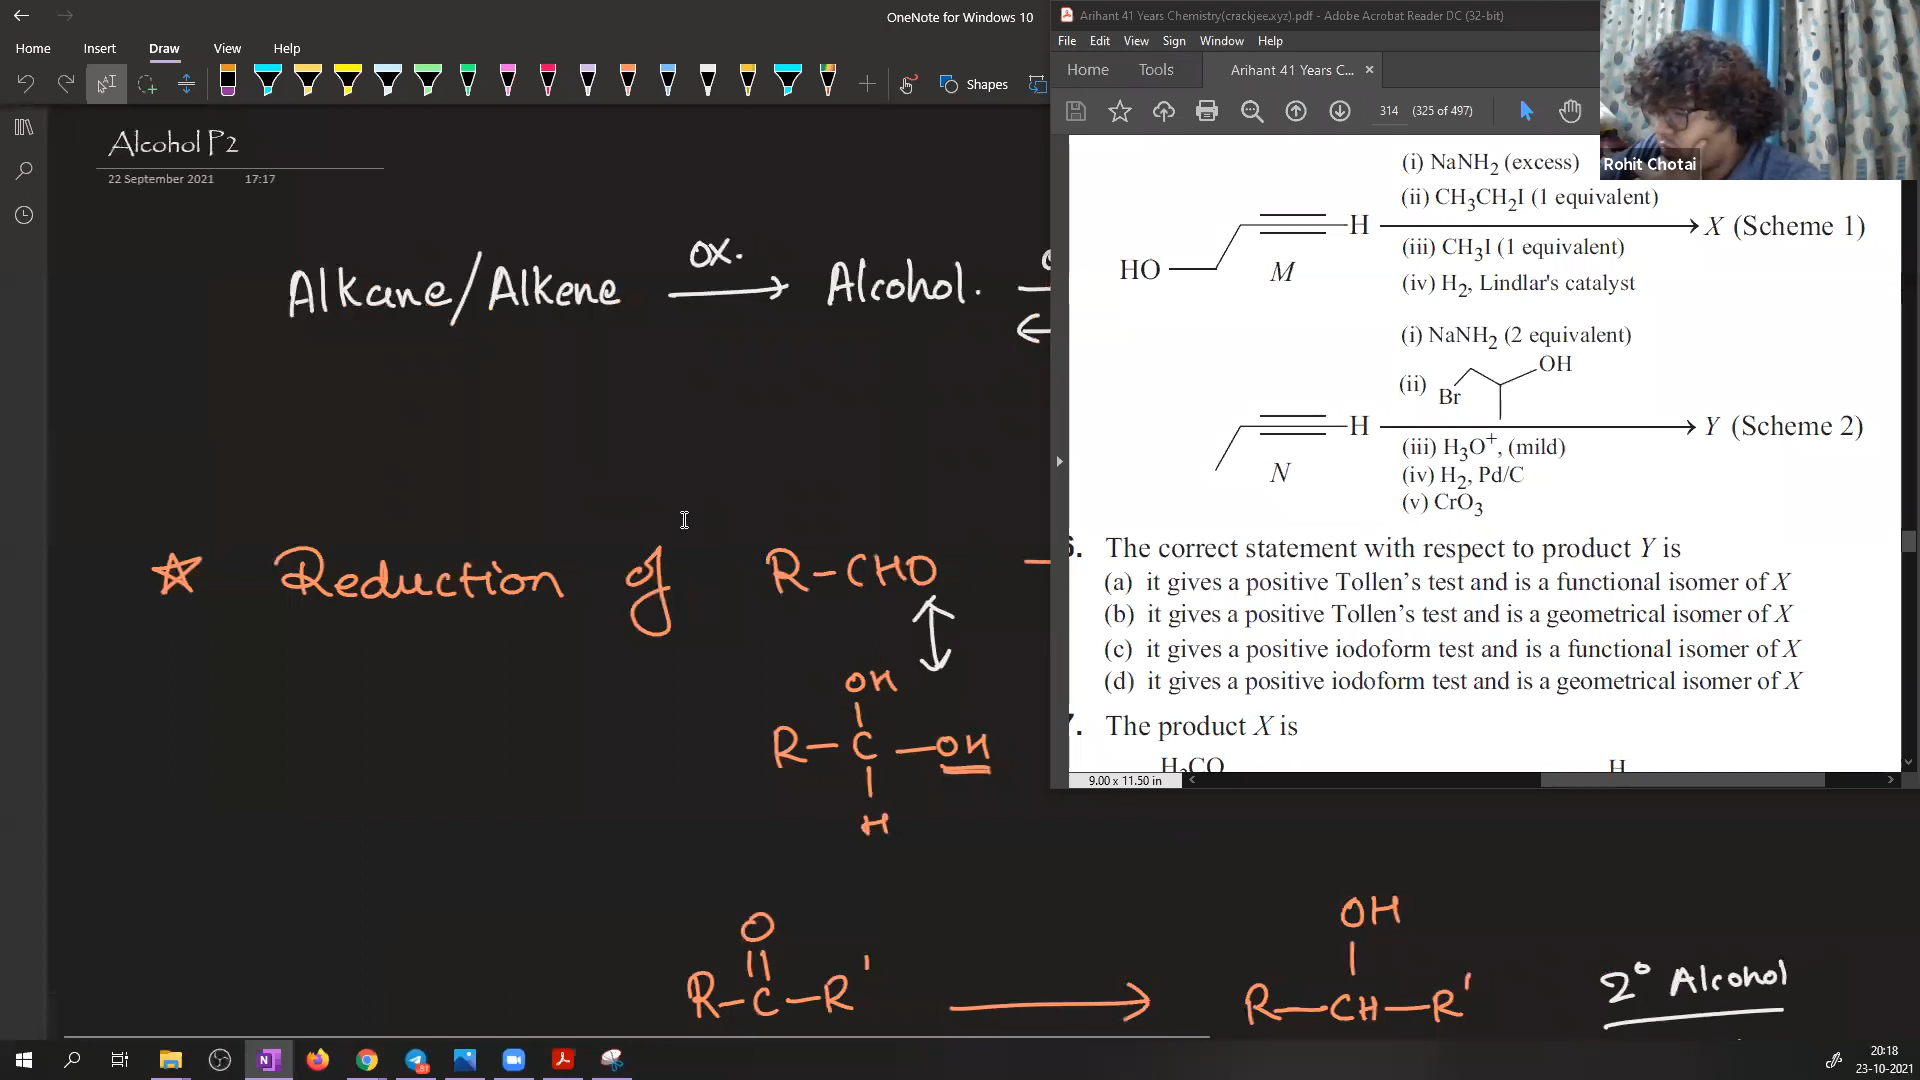 OneNote for Windows 10
Home Insert Draw View Help
Shapes
Alcohol P2
22 September 2021 17:17
Alkane/Alkene ox. Alcohol.
★ Reduction of R-CHO
OH
R-C-OH
H
O
R-C-R'
OH
R-CH-R'
2° Alcohol
Arihant 41 Years Chemistry(crackjee.xyz).pdf - Adobe Acrobat Reader DC (32-bit)
File Edit View Sign Window Help
Home Tools Arihant 41 Years C... ×
314 (325 of 497)
Rohit Chotai
(i) NaNH2 (excess)
(ii) CH3CH2I (1 equivalent)
HO H X (Scheme 1)
M
(iii) CH3I (1 equivalent)
(iv) H2, Lindlar's catalyst
(i) NaNH2 (2 equivalent)
(ii) Br OH
H Y (Scheme 2)
N
(iii) H3O+, (mild)
(iv) H2, Pd/C
(v) CrO3
6. The correct statement with respect to product Y is
(a) it gives a positive Tollen's test and is a functional isomer of X
(b) it gives a positive Tollen's test and is a geometrical isomer of X
(c) it gives a positive iodoform test and is a functional isomer of X
(d) it gives a positive iodoform test and is a geometrical isomer of X
7. The product X is
H3CO H
9.00 x 11.50 in
20:18
23-10-2021